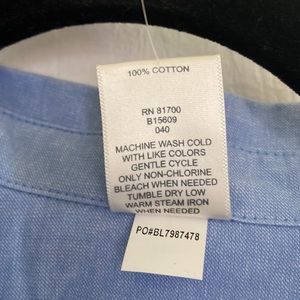 100% COTTON
RN 81700
B15609
040
MACHINE WASH COLD
WITH LIKE COLORS
GENTLE CYCLE
ONLY NON-CHLORINE
BLEACH WHEN NEEDED
TUMBLE DRY LOW
WARM STEAM IRON
WHEN NEEDED
PO#BL7987478